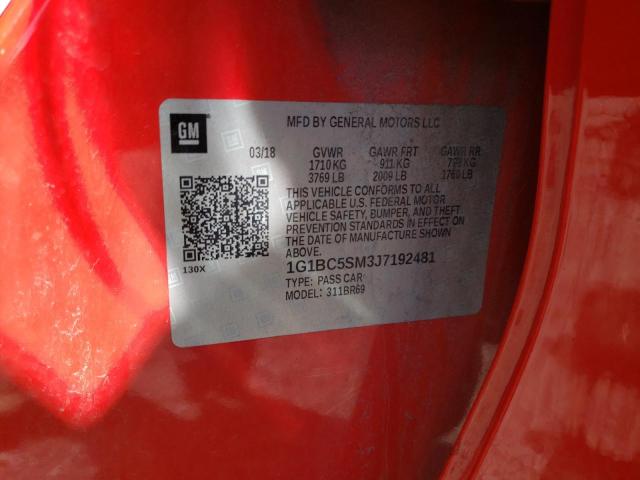 GM
MFD BY GENERAL MOTORS LLC
03/18 GVWR GAWR FRT GAWR RR
1710 KG 911 KG 798 KG
3769 LB 2009 LB 1760 LB
THIS VEHICLE CONFORMS TO ALL
APPLICABLE U.S. FEDERAL MOTOR
VEHICLE SAFETY, BUMPER, AND THEFT
PREVENTION STANDARDS IN EFFECT ON
THE DATE OF MANUFACTURE SHOWN
ABOVE.
130X
1G1BC5SM3J7192481
TYPE: PASS CAR
MODEL: 311BR69